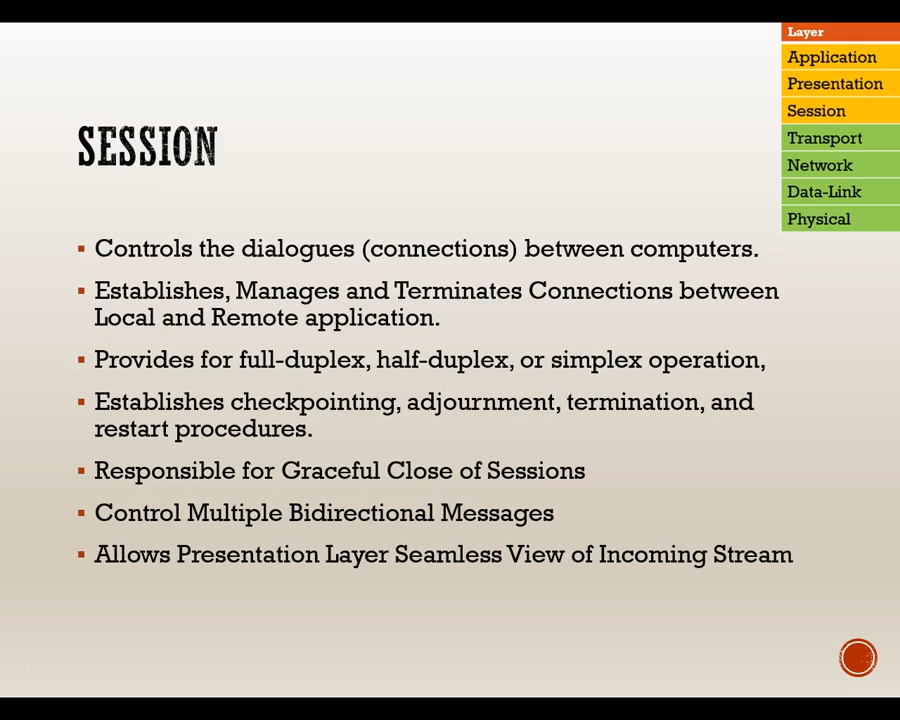 Layer
Application
Presentation
Session
Transport
Network
Data-Link
Physical
SESSION
Controls the dialogues (connections) between computers.
Establishes, Manages and Terminates Connections between
Local and Remote application.
Provides for full-duplex, half-duplex, or simplex operation,
Establishes checkpointing, adjournment, termination, and
restart procedures.
Responsible for Graceful Close of Sessions
Control Multiple Bidirectional Messages
Allows Presentation Layer Seamless View of Incoming Stream